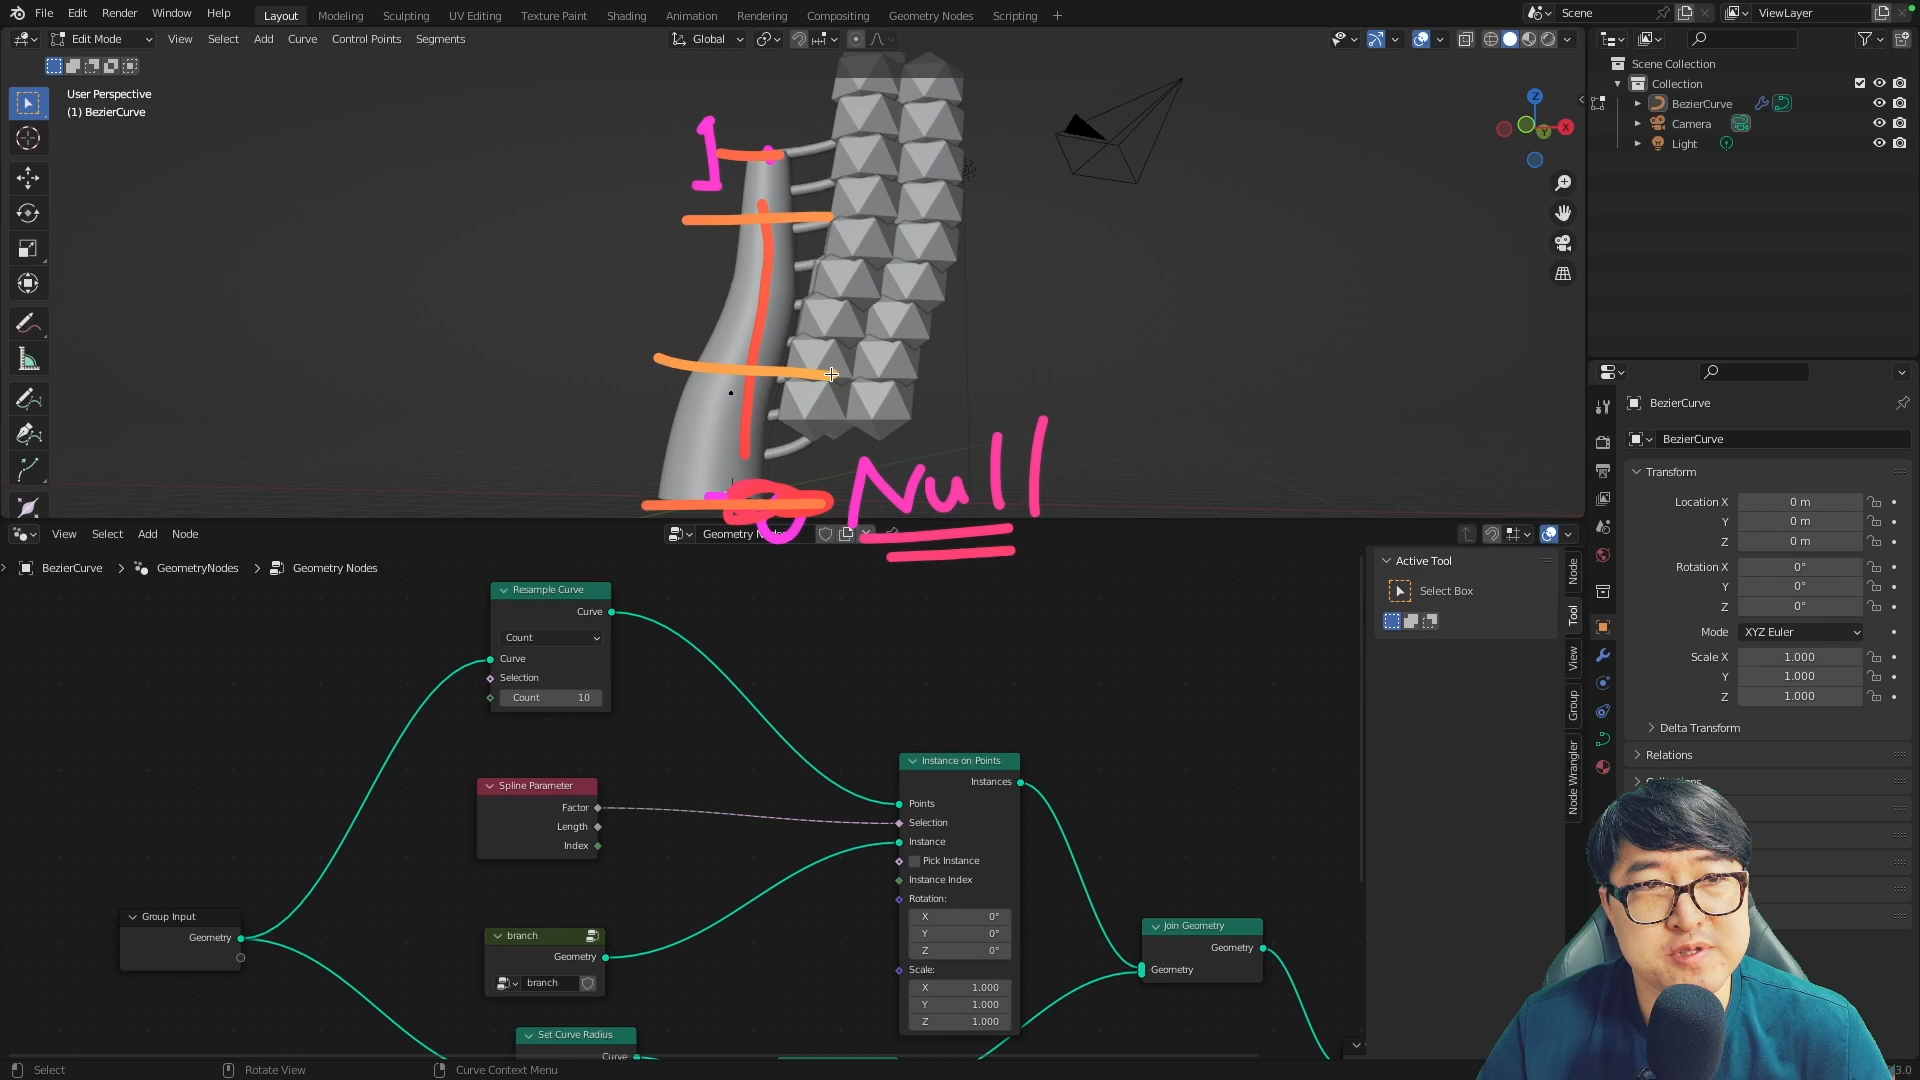 File Edit Render Window Help
Layout Modeling Sculpting UV Editing Texture Paint Shading Animation Rendering Compositing Geometry Nodes Scripting
Scene
ViewLayer
Edit Mode View Select Add Curve Control Points Segments
Global
User Perspective
(1) BezierCurve
1
Null
Z
X
Y
Scene Collection
Collection
BezierCurve
Camera
Light
View Select Add Node
BezierCurve > GeometryNodes > Geometry Nodes
Resample Curve
Curve
Count
Curve
Selection
Count 10
Spline Parameter
Factor
Length
Index
Group Input
Geometry
branch
Geometry
branch
Set Curve Radius
Curve
Instance on Points
Instances
Points
Selection
Instance
Pick Instance
Instance Index
Rotation:
X 0°
Y 0°
Z 0°
Scale:
X 1.000
Y 1.000
Z 1.000
Join Geometry
Geometry
Geometry
Active Tool
Select Box
Node
Tool
View
Group
Node Wrangler
BezierCurve
BezierCurve
Transform
Location X 0 m
Y 0 m
Z 0 m
Rotation X 0°
Y 0°
Z 0°
Mode XYZ Euler
Scale X 1.000
Y 1.000
Z 1.000
Delta Transform
Relations
Select Rotate View Curve Context Menu